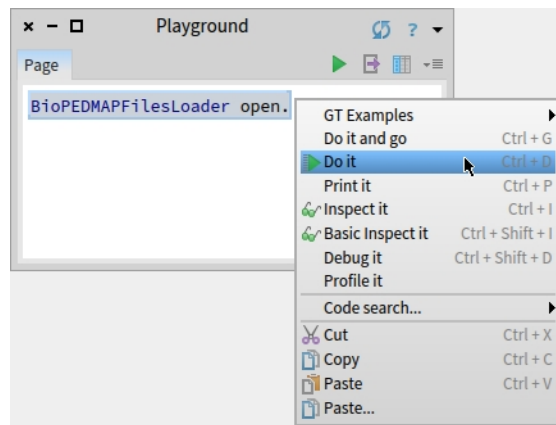 Playground
?
Page
BioPEDMAPFilesLoader open.
GT Examples
Do it and go Ctrl + G
Do it Ctrl + D
Print it Ctrl + P
Inspect it Ctrl + I
Basic Inspect it Ctrl + Shift + I
Debug it Ctrl + Shift + D
Profile it
Code search...
Cut Ctrl + X
Copy Ctrl + C
Paste Ctrl + V
Paste...